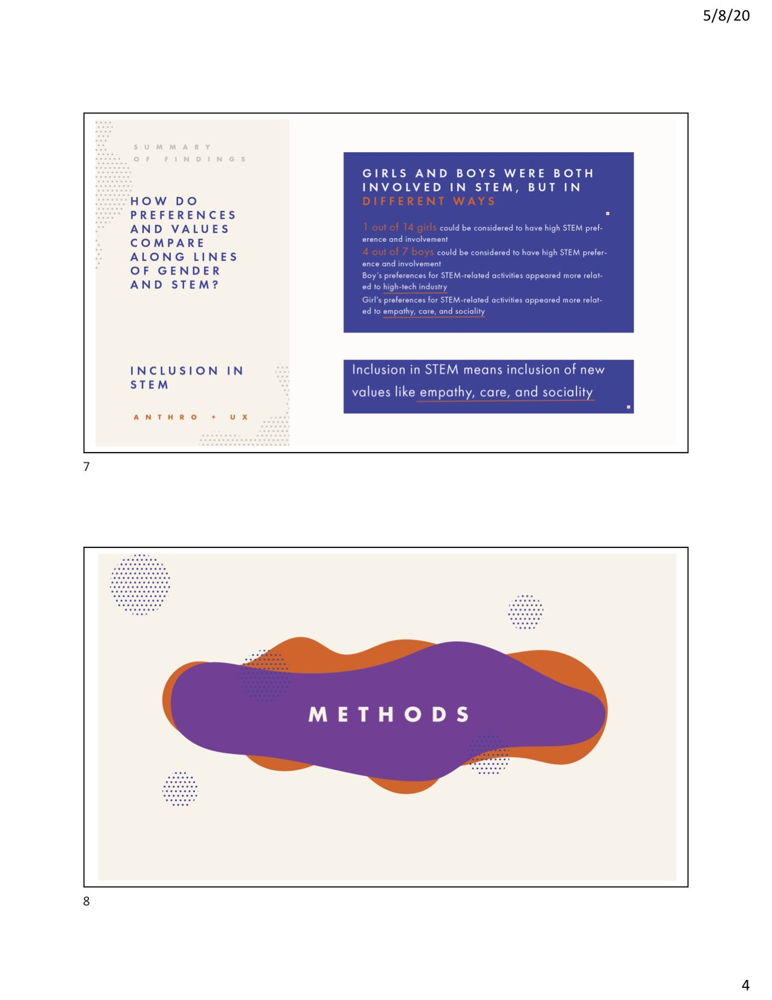 5/8/20
SUMMARY
OF FINDINGS
HOW DO
PREFERENCES
AND VALUES
COMPARE
ALONG LINES
OF GENDER
AND STEM?
INCLUSION IN
STEM
ANTHRO + UX
GIRLS AND BOYS WERE BOTH
INVOLVED IN STEM, BUT IN
DIFFERENT WAYS
1 out of 14 girls could be considered to have high STEM pref-
erence and involvement
4 out of 7 boys could be considered to have high STEM prefer-
ence and involvement
Boy's preferences for STEM-related activities appeared more relat-
ed to high-tech industry
Girl's preferences for STEM-related activities appeared more relat-
ed to empathy, care, and sociality
Inclusion in STEM means inclusion of new
values like empathy, care, and sociality
7
METHODS
8
4